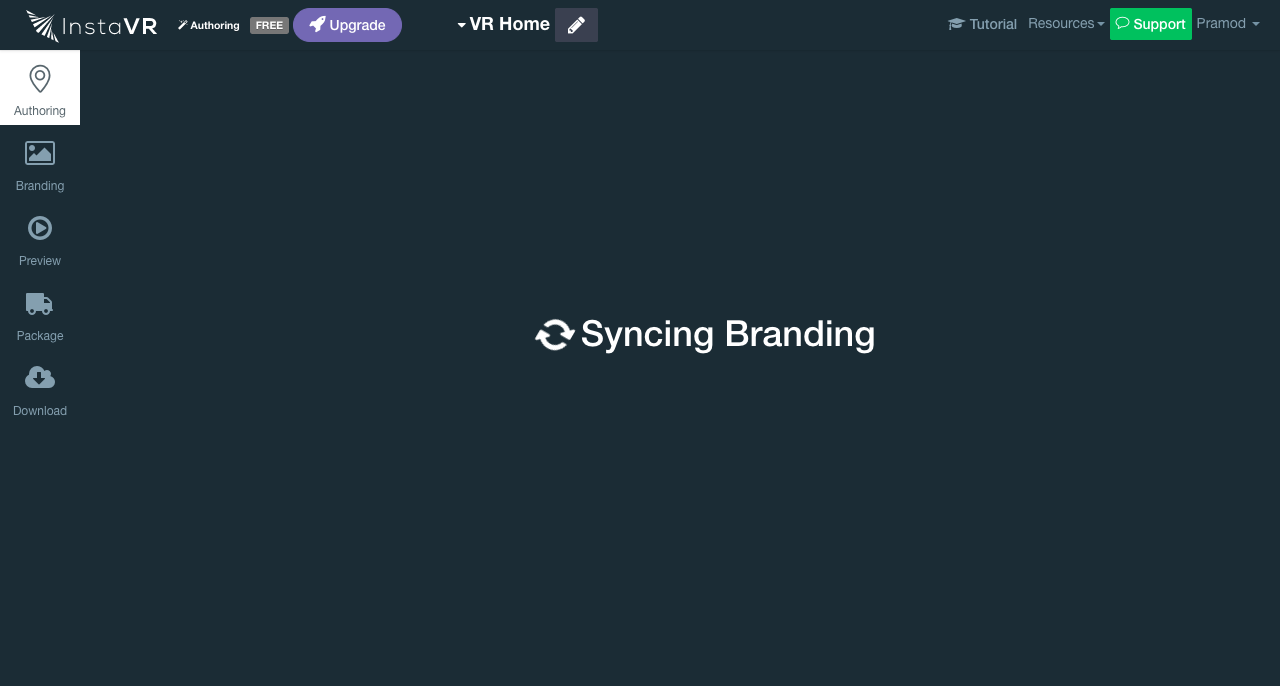 InstaVR
Authoring
FREE
Upgrade
VR Home
Tutorial
Resources
Support
Pramod
Authoring
Branding
Preview
Package
Download
Syncing Branding